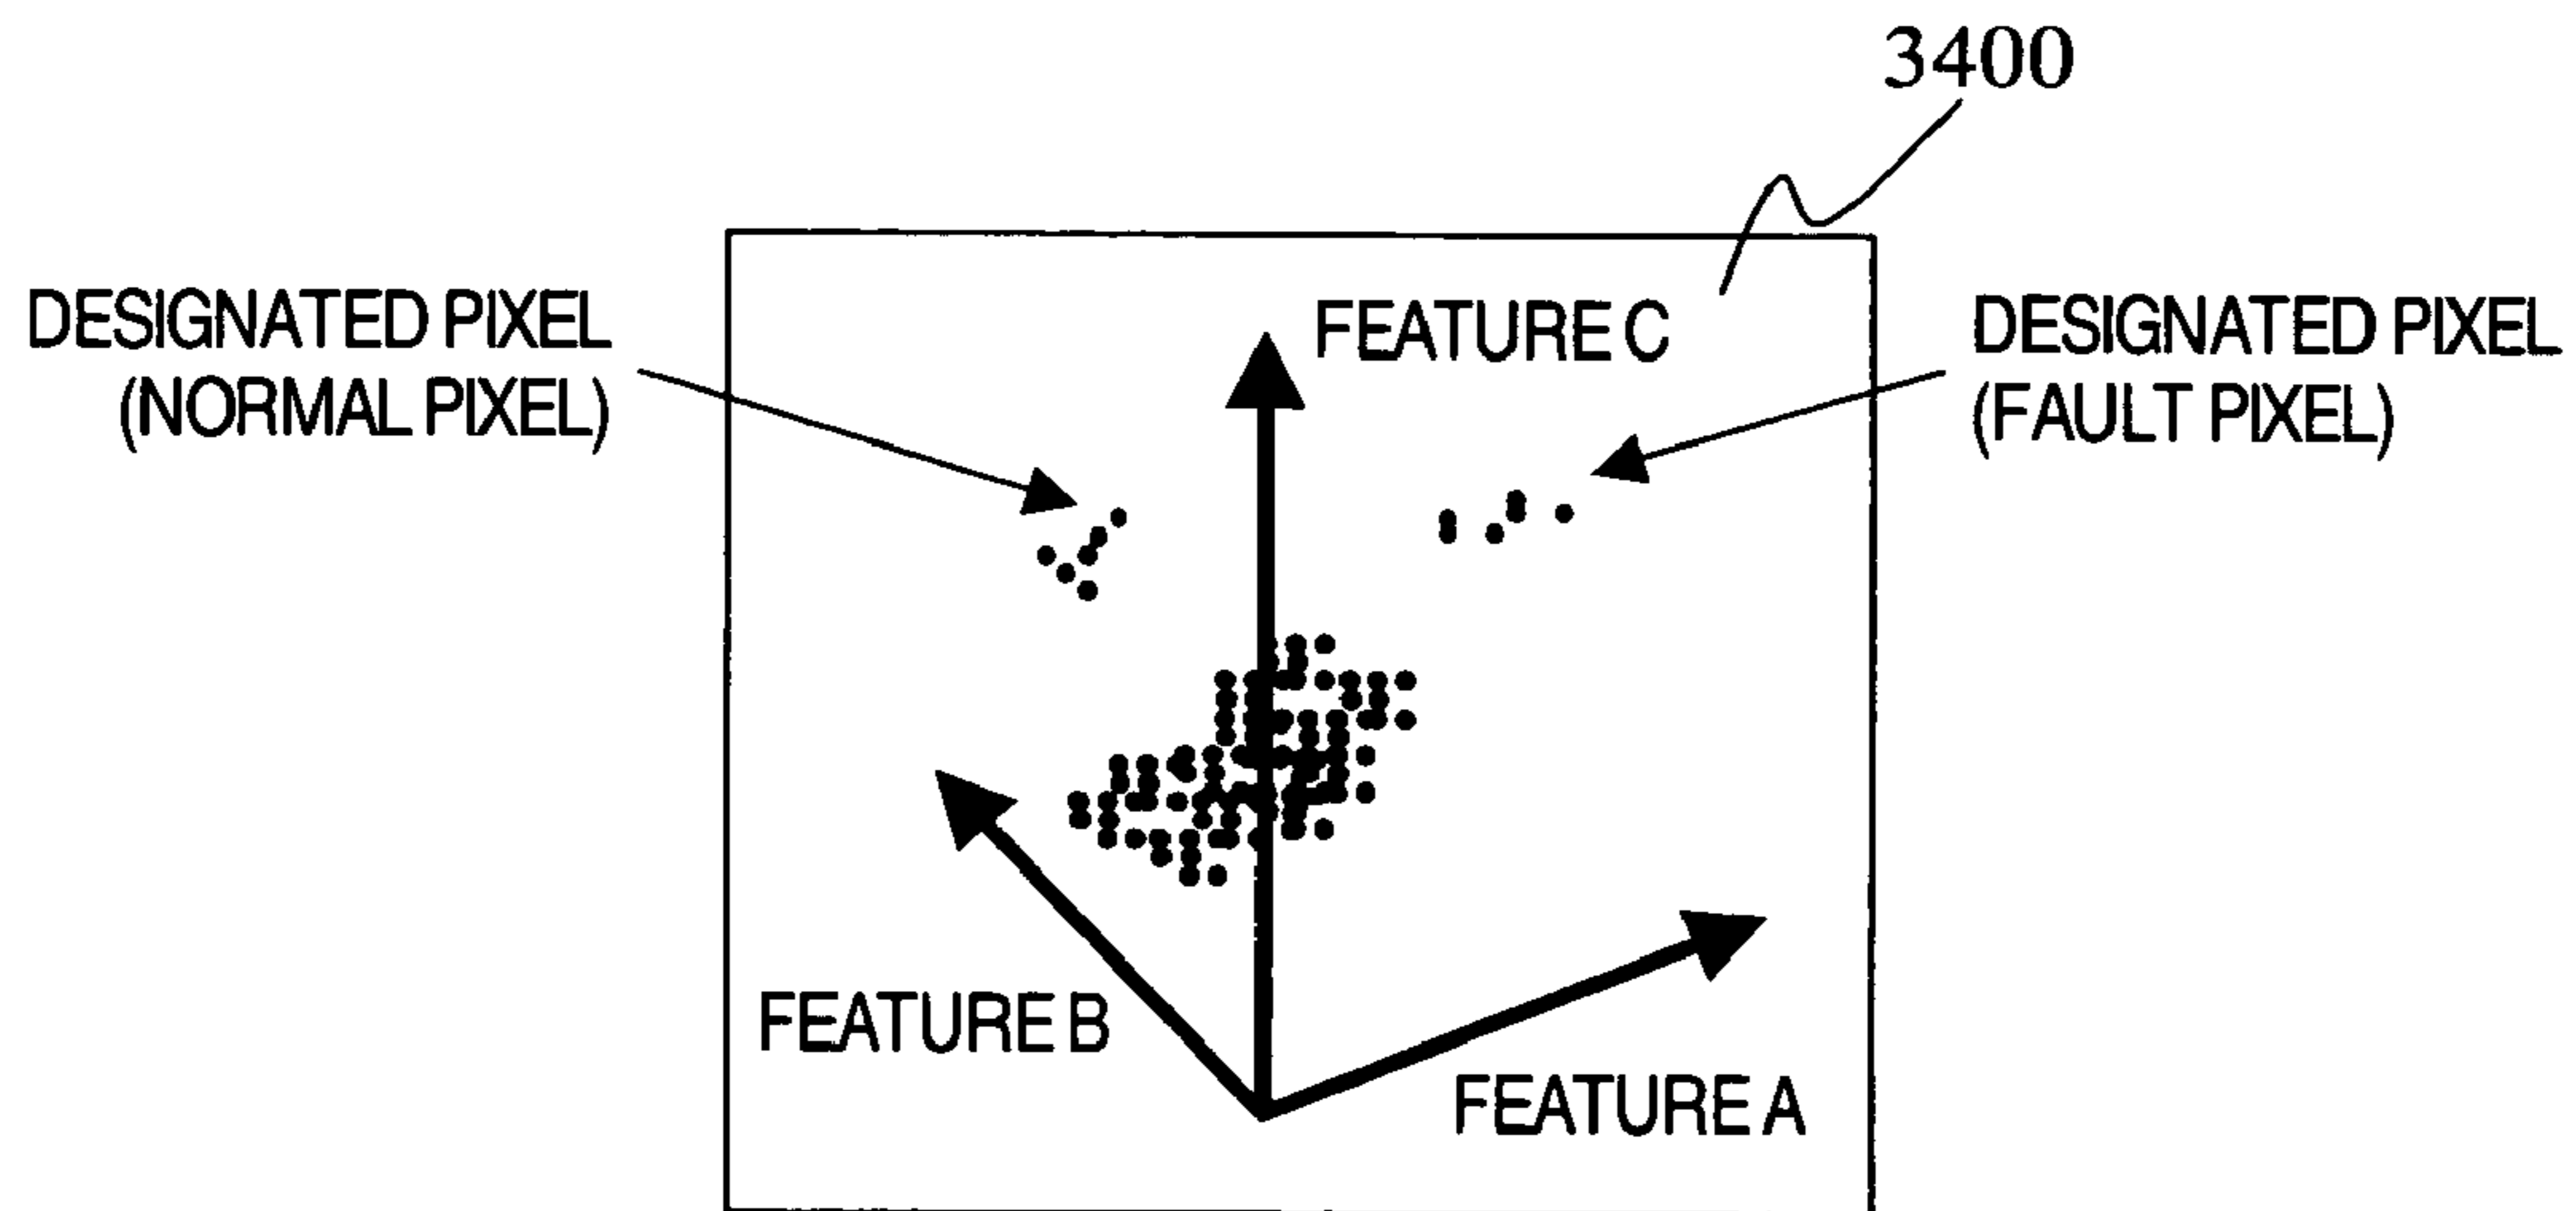 3400
DESIGNATED PIXEL
(NORMAL PIXEL)
FEATURE C
DESIGNATED PIXEL
(FAULT PIXEL)
FEATURE B
FEATURE A